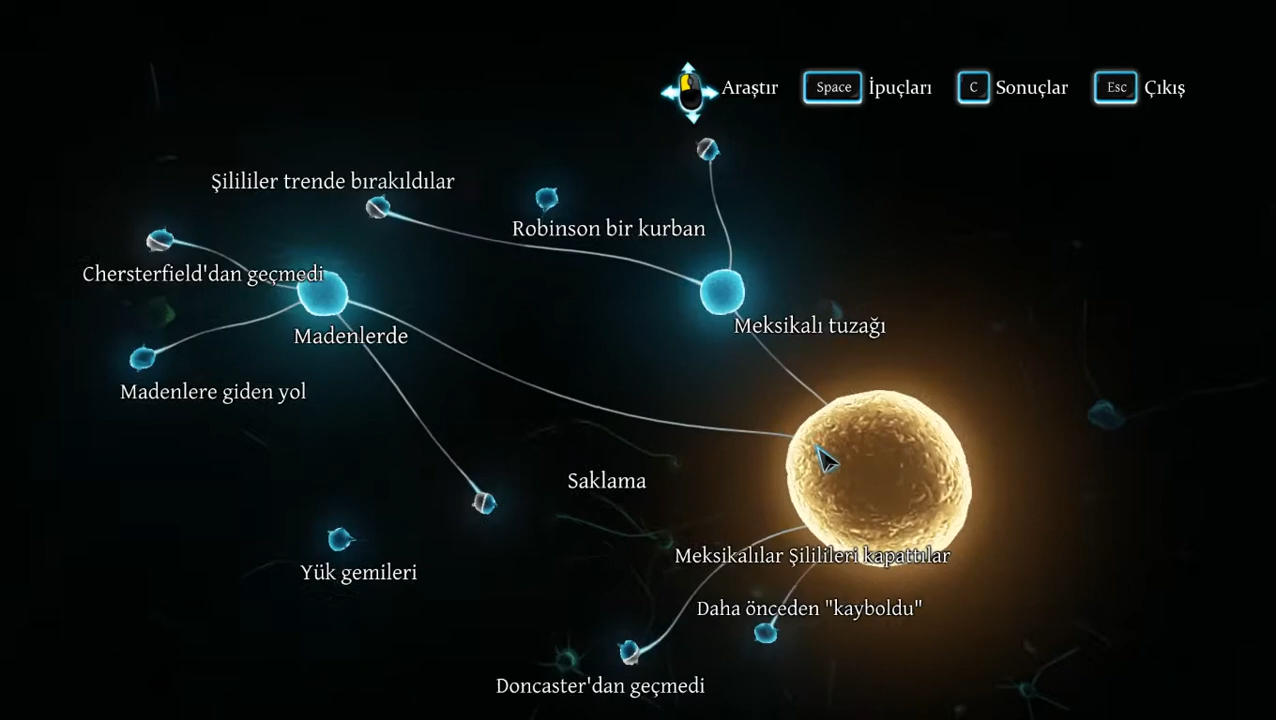 Araştır
Space İpuçları
C Sonuçlar
Esc Çıkış
Şilililer trende bırakıldılar
Robinson bir kurban
Chersterfield'dan geçmedi
Madenlerde
Meksikalı tuzağı
Madenlere giden yol
Saklama
Yük gemileri
Meksikalılar Şilileri kapattılar
Daha önceden "kayboldu"
Doncaster'dan geçmedi